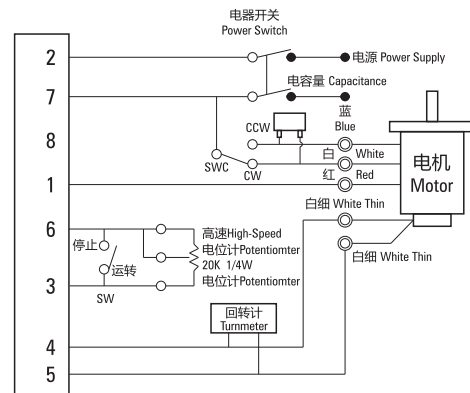 电器开关
Power Switch
2
电源 Power Supply
7
电容量 Capacitance
蓝
Blue
CCW
8
白 White
SWC
CW
电机
Motor
1
红 Red
白细 White Thin
6
高速High-Speed
停止
电位计Potentiomter
20K 1/4W
运转
电位计Potentiomter
白细 White Thin
3
SW
回转计
Turnmeter
4
5